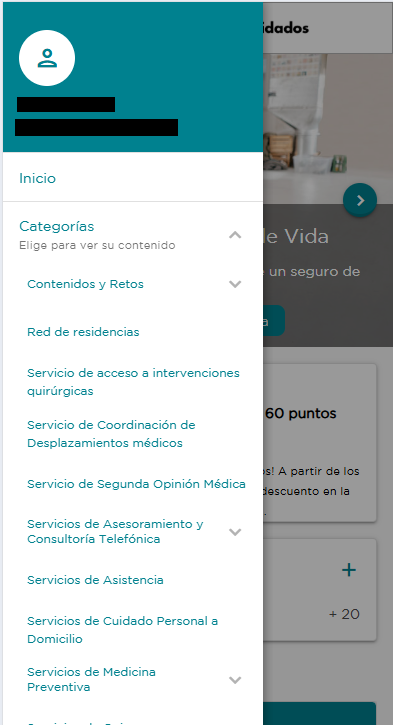 idados
Inicio
Categorías
Elige para ver su contenido
Contenidos y Retos
Red de residencias
Servicio de acceso a intervenciones
quirúrgicas
Servicio de Coordinación de
Desplazamientos médicos
Servicio de Segunda Opinión Médica
Servicios de Asesoramiento y
Consultoría Telefónica
Servicios de Asistencia
Servicios de Cuidado Personal a
Domicilio
Servicios de Medicina
Preventiva
le Vida
e un seguro de
a
60 puntos
os! A partir de los
descuento en la
+
+ 20